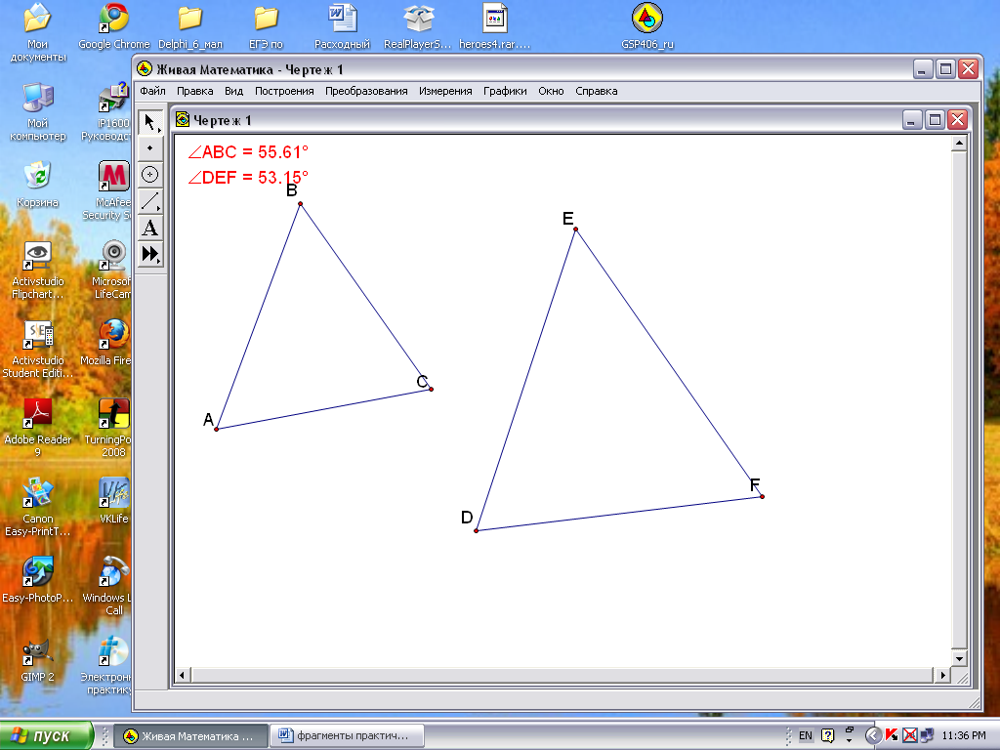 Мои
документы
Google Chrome
Delphi_6_мал
ЕГЭ по
Расходный
RealPlayerS...
heroes4.rar....
GSP406_ru
Живая Математика - Чертеж 1
Файл Правка Вид Построения Преобразования Измерения Графики Окно Справка
Чертеж 1
∠ABC = 55.61°
∠DEF = 53.15°
B
E
C
A
F
D
A
Мой
компьютер
iP1600
Руководст
Корзина
McAfee
Security S
Activstudio
Flipchart...
Microsof
LifeCam
Activstudio
Student Editi...
Mozilla Fire
Adobe Reader
9
TurningPo
2008
Canon
Easy-PrintT...
VKLife
Easy-PhotoP...
Windows L
Call
GIMP 2
Электрон
практику
пуск
Живая Математика ...
фрагменты практич...
EN
11:36 PM